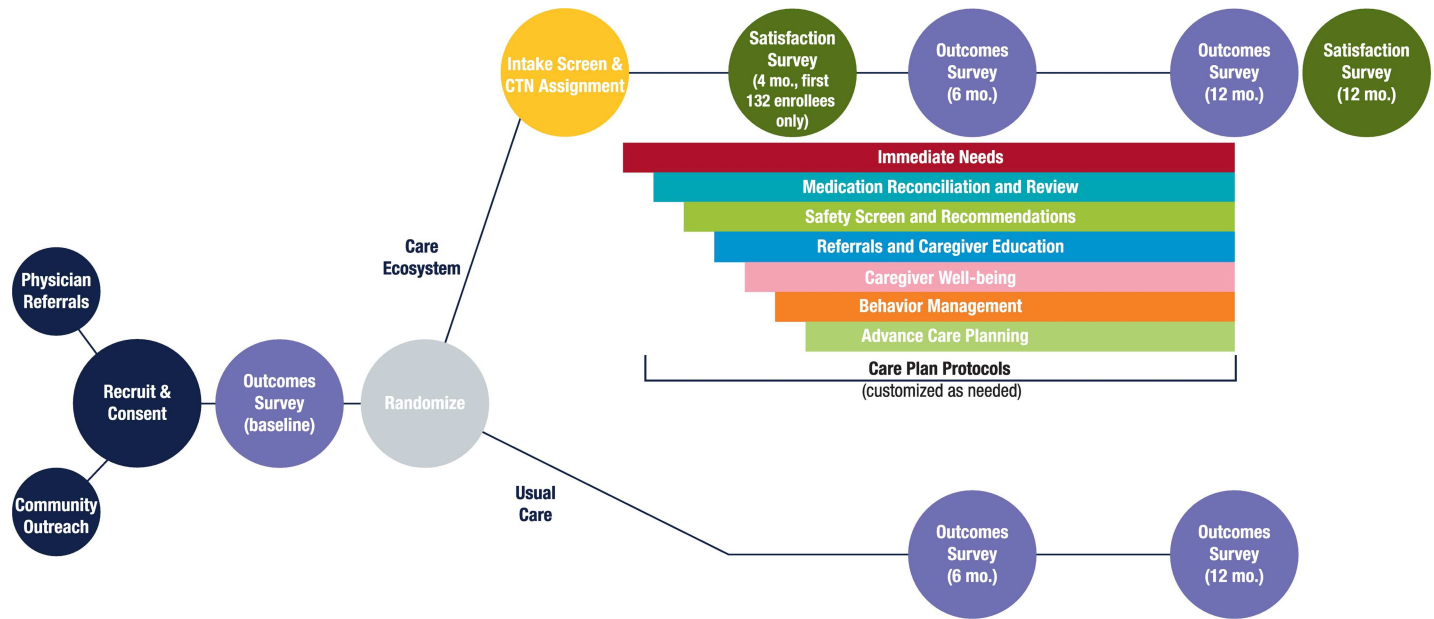 Physician
Referrals
Recruit &
Consent
Community
Outreach
Outcomes
Survey
(baseline)
Randomize
Care
Ecosystem
Intake Screen &
CTN Assignment
Satisfaction
Survey
(4 mo., first
132 enrollees
only)
Outcomes
Survey
(6 mo.)
Outcomes
Survey
(12 mo.)
Satisfaction
Survey
(12 mo.)
Immediate Needs
Medication Reconciliation and Review
Safety Screen and Recommendations
Referrals and Caregiver Education
Caregiver Well-being
Behavior Management
Advance Care Planning
Care Plan Protocols
(customized as needed)
Usual
Care
Outcomes
Survey
(6 mo.)
Outcomes
Survey
(12 mo.)